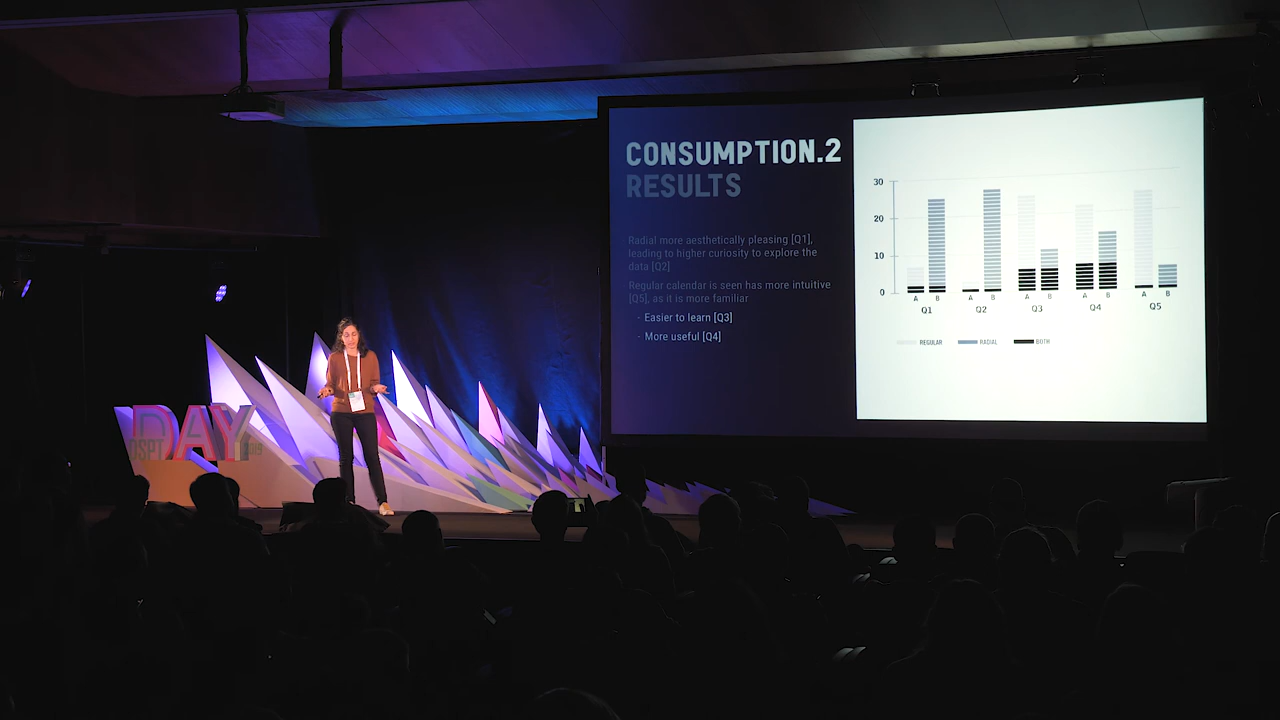 CONSUMPTION.2
RESULTS
Radial more aesthetically pleasing [Q1],
leading to higher curiosity to explore the
data [Q2]
Regular calendar is seen has more intuitive
[Q5], as it is more familiar
- Easier to learn [Q3]
- More useful [Q4]
30
20
10
0
A B A B A B A B A B
Q1 Q2 Q3 Q4 Q5
REGULAR RADIAL BOTH
DSPT DAY 2019